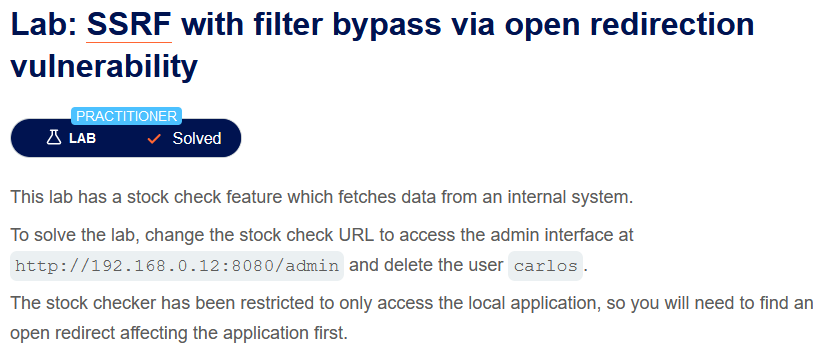 Lab: SSRF with filter bypass via open redirection
vulnerability
PRACTITIONER
LAB Solved
This lab has a stock check feature which fetches data from an internal system.
To solve the lab, change the stock check URL to access the admin interface at
http://192.168.0.12:8080/admin and delete the user carlos.
The stock checker has been restricted to only access the local application, so you will need to find an
open redirect affecting the application first.